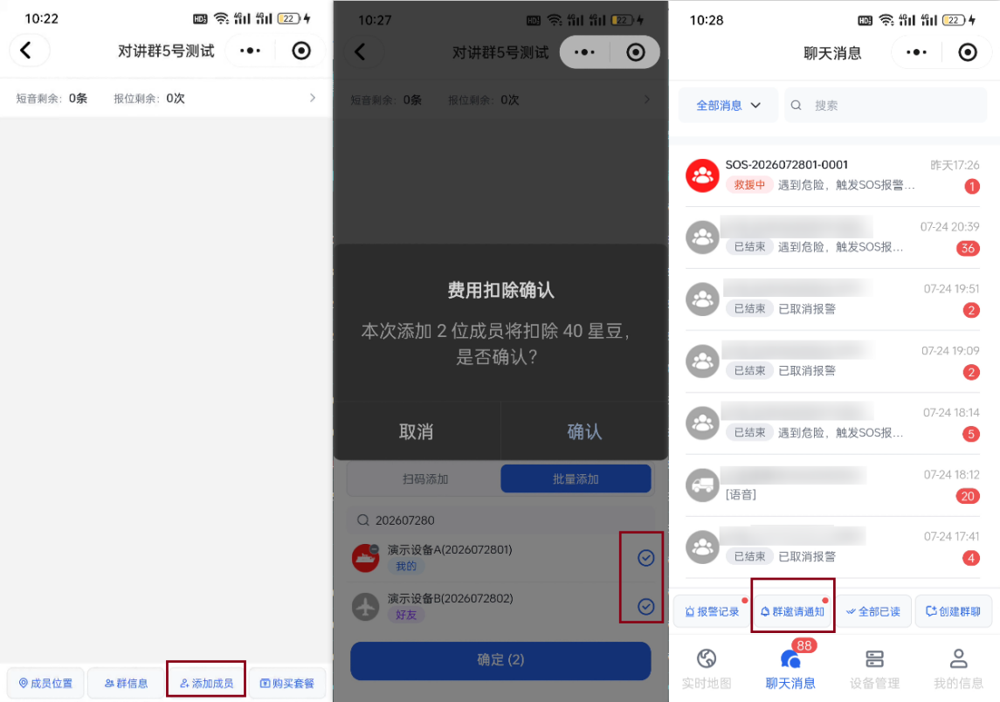 10:22
HD
4G
4G
22
对讲群5号测试
短音剩余: 0条 报位剩余: 0次
成员位置
群信息
添加成员
购买套餐
10:27
HD
4G
4G
22
对讲群5号测试
短音剩余: 0条 报位剩余: 0次
费用扣除确认
本次添加 2 位成员将扣除 40 星豆，
是否确认？
取消
确认
扫码添加
批量添加
202607280
演示设备A(2026072801)
我的
演示设备B(2026072802)
好友
确定 (2)
10:28
HD
4G
4G
22
聊天消息
全部消息
搜索
SOS-2026072801-0001
昨天17:26
救援中 遇到危险，触发SOS报警...
1
07-24 20:39
已结束 遇到危险，触发SOS报...
36
07-24 19:51
已结束 已取消报警
2
07-24 19:09
已结束 已取消报警
2
07-24 18:14
已结束 遇到危险，触发SOS报...
5
07-24 18:12
[语音]
20
07-24 17:41
已结束 已取消报警
4
报警记录
群邀请通知
全部已读
创建群聊
88
实时地图
聊天消息
设备管理
我的信息